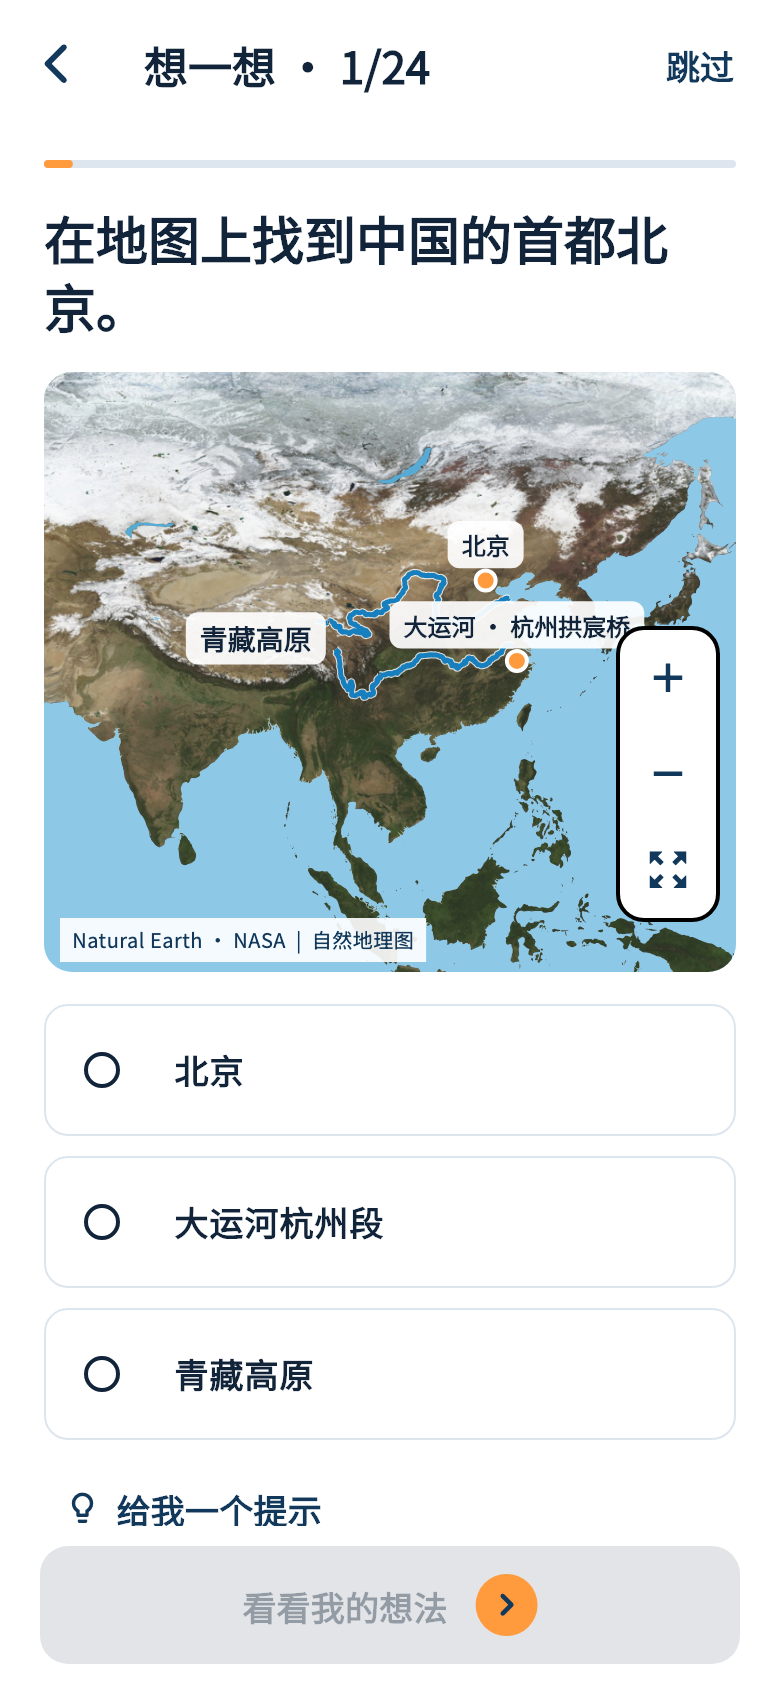 想一想 · 1/24
跳过
在地图上找到中国的首都北
京。
北京
大运河 · 杭州拱宸桥
青藏高原
Natural Earth · NASA | 自然地理图
北京
大运河杭州段
青藏高原
给我一个提示
看看我的想法